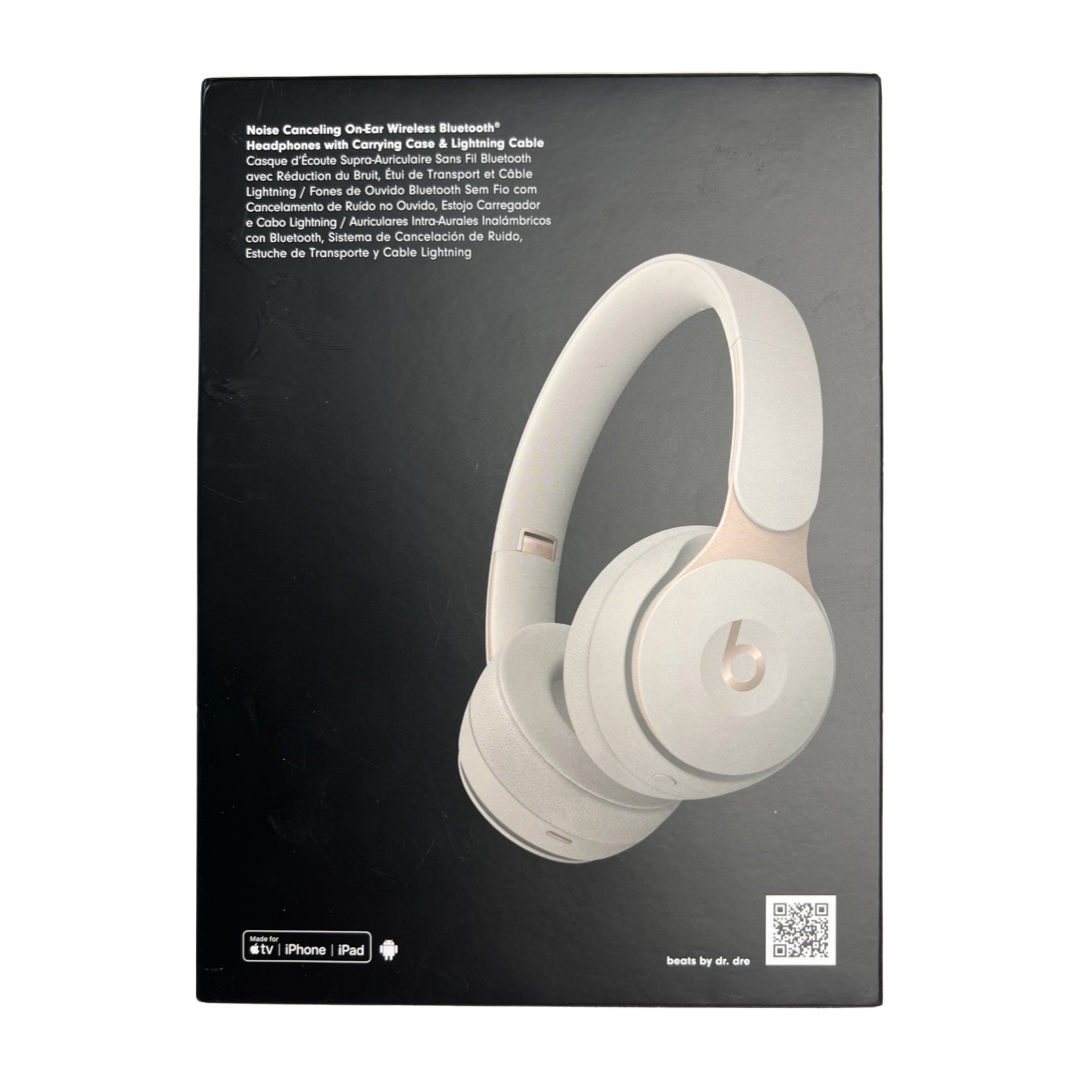 Noise Canceling On-Ear Wireless Bluetooth®
Headphones with Carrying Case & Lightning Cable
Casque d'Écoute Supra-Auriculaire Sans Fil Bluetooth
avec Réduction du Bruit, Étui de Transport et Câble
Lightning / Fones de Ouvido Bluetooth Sem Fio com
Cancelamento de Ruído no Ouvido, Estojo Carregador
e Cabo Lightning / Auriculares Intra-Aurales Inalámbricos
con Bluetooth, Sistema de Cancelación de Ruido,
Estuche de Transporte y Cable Lightning
b
Made for
tv | iPhone | iPad
beats by dr. dre